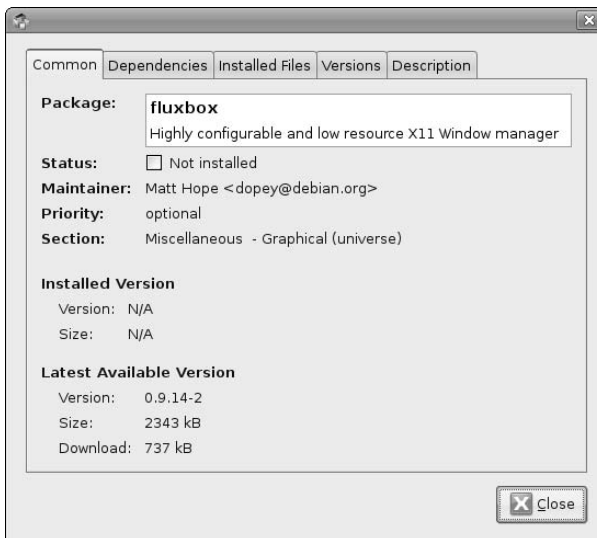 Common Dependencies Installed Files Versions Description
Package: fluxbox
Highly configurable and low resource X11 Window manager
Status: Not installed
Maintainer: Matt Hope <dopey@debian.org>
Priority: optional
Section: Miscellaneous - Graphical (universe)
Installed Version
Version: N/A
Size: N/A
Latest Available Version
Version: 0.9.14-2
Size: 2343 kB
Download: 737 kB
Close